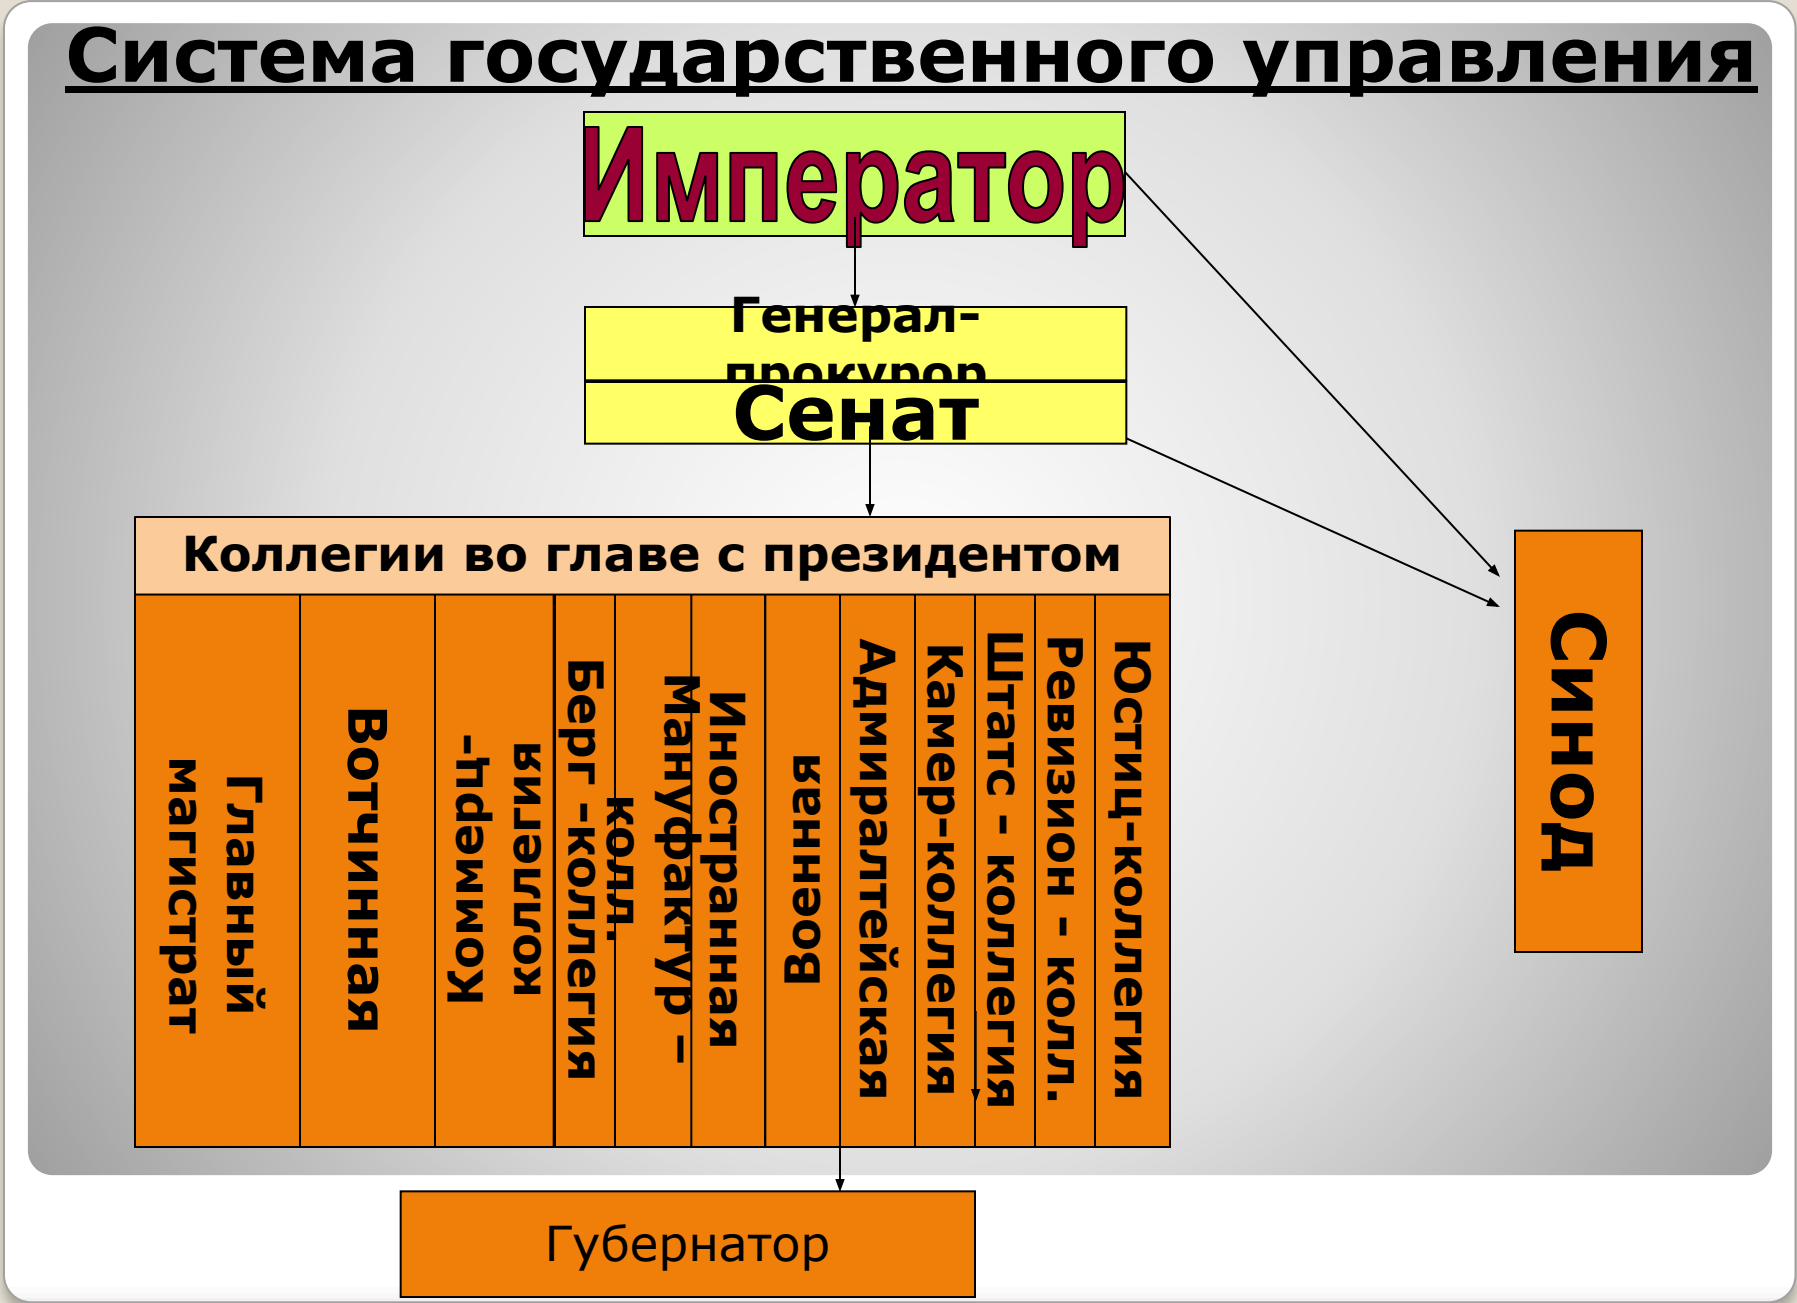 Система государственного управления
Император
Генерал-
прокурор
Сенат
Коллегии во главе с президентом
Главный
магистрат
Вотчинная
Коммерц-
коллегия
Берг -коллегия
Мануфактур –
колл.
Иностранная
Военная
Адмиралтейская
Камер-коллегия
Штатс – коллегия
Ревизион – колл.
Юстиц-коллегия
Синод
Губернатор